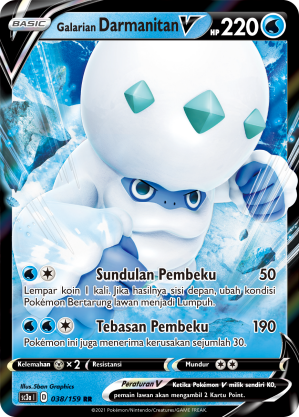 BASIC
Galarian Darmanitan V HP 220
Sundulan Pembeku 50
Lempar koin 1 kali. Jika hasilnya sisi depan, ubah kondisi
Pokémon Bertarung lawan menjadi Lumpuh.
Tebasan Pembeku 190
Pokémon ini juga menerima kerusakan sejumlah 30.
Kelemahan × 2 Resistansi Mundur
Illus. 5ban Graphics
sc3a I D 038/159 RR
Peraturan V Ketika Pokémon V milik sendiri KO,
pemain lawan akan mengambil 2 Kartu Point.
©2021 Pokémon/Nintendo/Creatures/GAME FREAK.